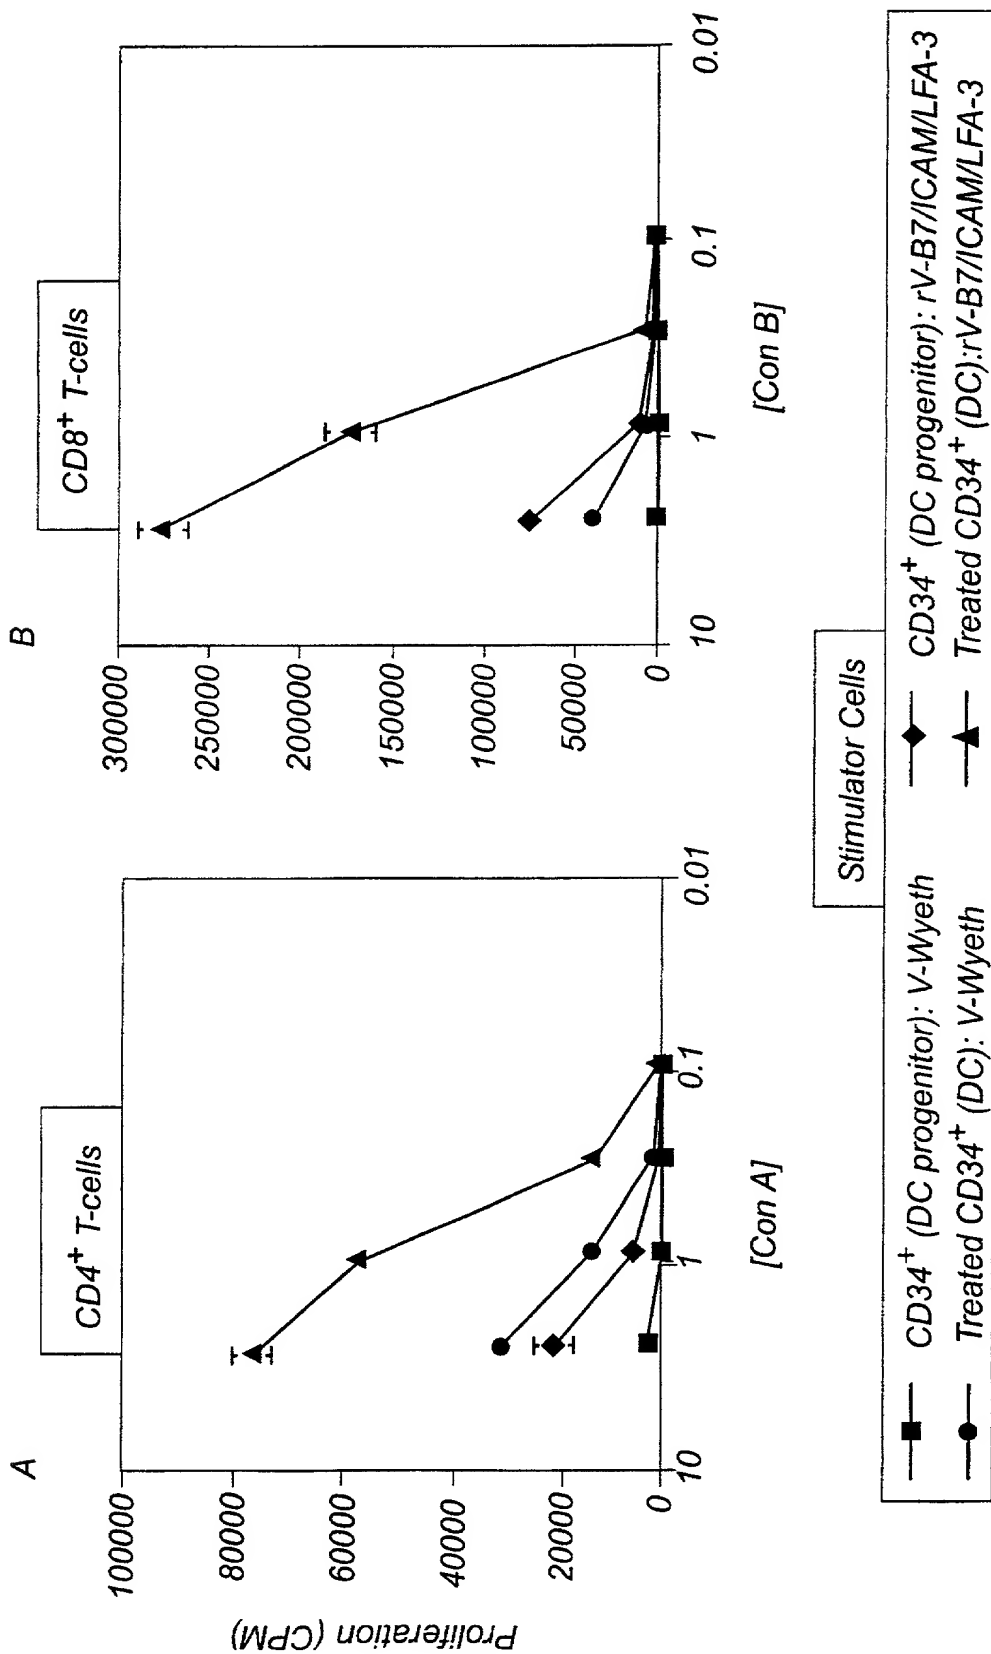 A
CD4+ T-cells
Proliferation (CPM)
100000
80000
60000
40000
20000
0
10
1
0.1
0.01
[Con A]
B
CD8+ T-cells
300000
250000
200000
150000
100000
50000
0
10
1
0.1
0.01
[Con B]
Stimulator Cells
CD34+ (DC progenitor): V-Wyeth
CD34+ (DC progenitor): rV-B7/ICAM/LFA-3
Treated CD34+ (DC): V-Wyeth
Treated CD34+ (DC):rV-B7/ICAM/LFA-3